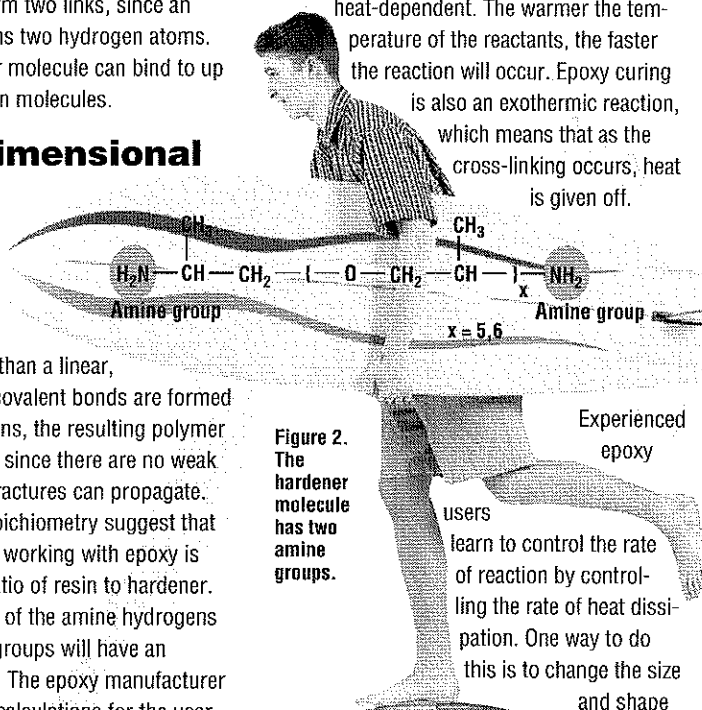 rm two links, since an
ns two hydrogen atoms.
r molecule can bind to up
n molecules.
imensional
than a linear,
ovalent bonds are formed
ns, the resulting polymer
since there are no weak
ractures can propagate.
oichiometry suggest that
working with epoxy is
tio of resin to hardener.
of the amine hydrogens
groups will have an
The epoxy manufacturer
calculations for the user
heat-dependent. The warmer the tem-
perature of the reactants, the faster
the reaction will occur. Epoxy curing
is also an exothermic reaction,
which means that as the
cross-linking occurs, heat
is given off.
CH3 CH3
H2N—CH—CH2—{—O—CH2—CH—}x—NH2
Amine group Amine group
x = 5,6
Figure 2.
The
hardener
molecule
has two
amine
groups.
Experienced
epoxy
users
learn to control the rate
of reaction by control-
ling the rate of heat dissi-
pation. One way to do
this is to change the size
and shape